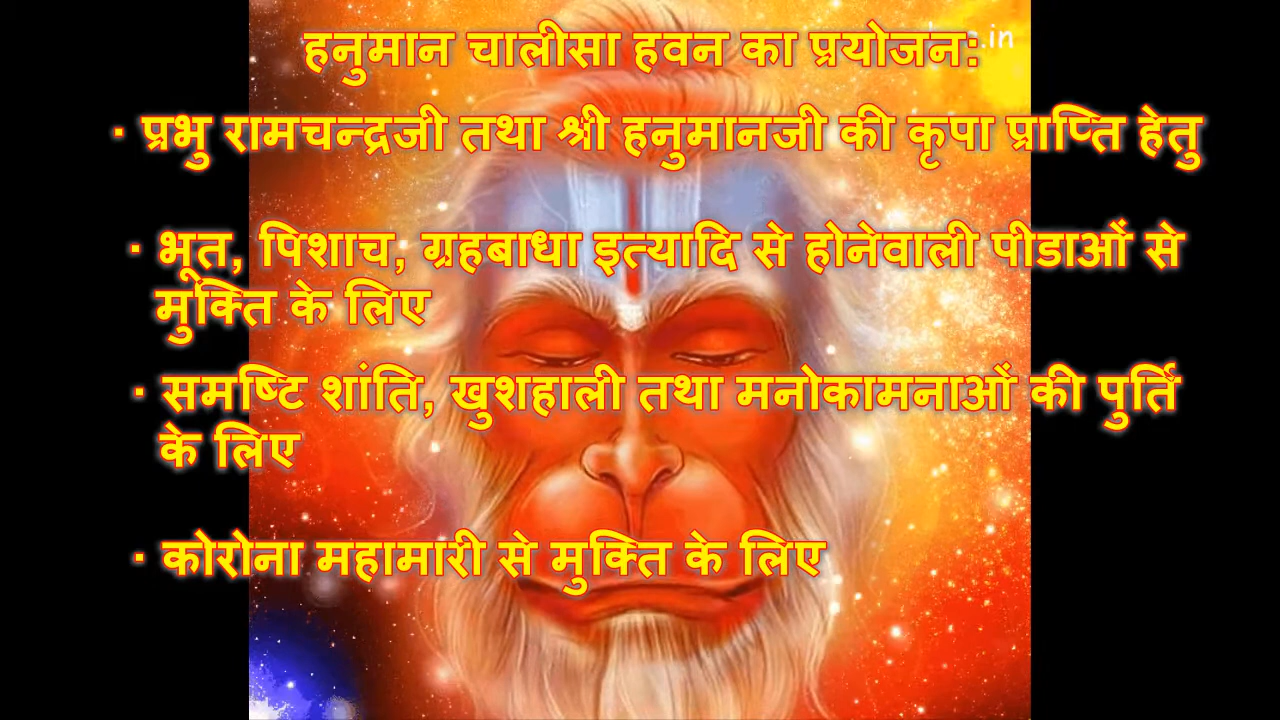 हनुमान चालीसा हवन का प्रयोजन:
· प्रभु रामचन्द्रजी तथा श्री हनुमानजी की कृपा प्राप्ति हेतु
· भूत, पिशाच, ग्रहबाधा इत्यादि से होनेवाली पीडाओं से
मुक्ति के लिए
· समष्टि शांति, खुशहाली तथा मनोकामनाओं की पुर्ति
के लिए
· कोरोना महामारी से मुक्ति के लिए